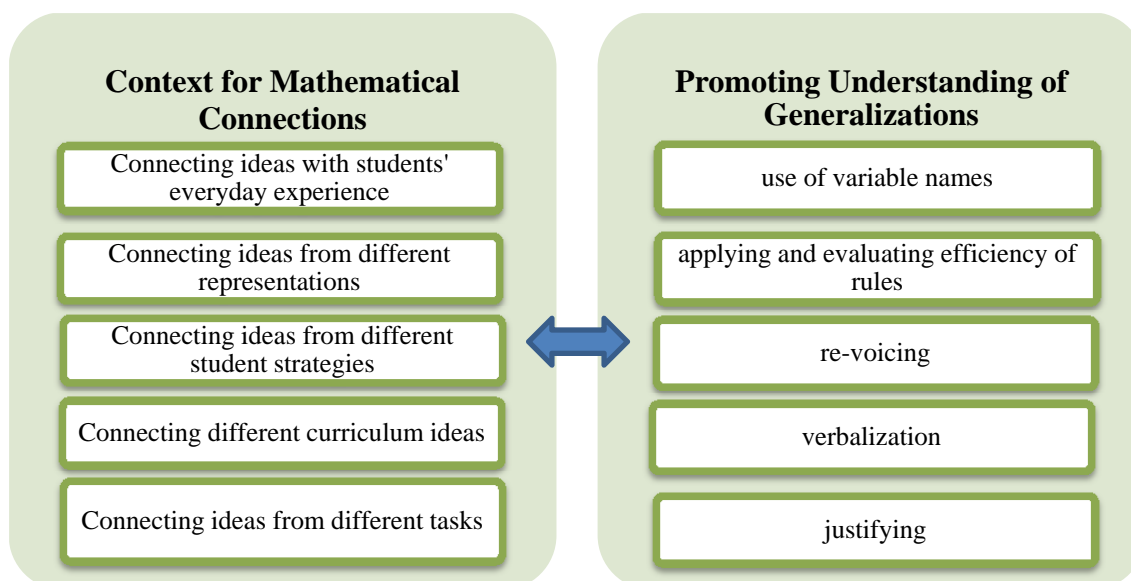 Context for Mathematical
Connections
Connecting ideas with students'
everyday experience
Connecting ideas from different
representations
Connecting ideas from different
student strategies
Connecting different curriculum ideas
Connecting ideas from different tasks
Promoting Understanding of
Generalizations
use of variable names
applying and evaluating efficiency of
rules
re-voicing
verbalization
justifying